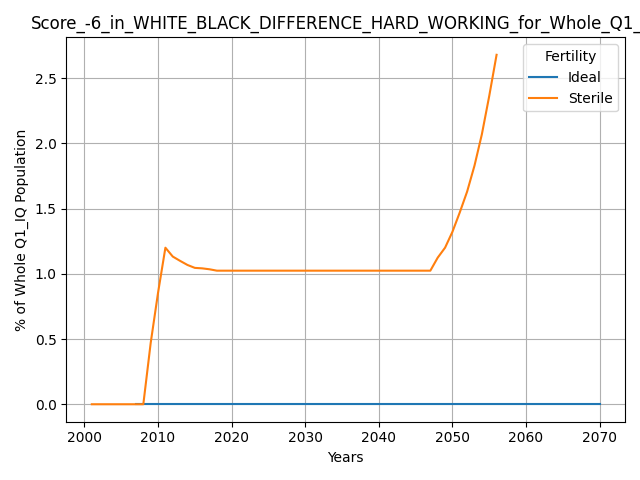 Score_-6_in_WHITE_BLACK_DIFFERENCE_HARD_WORKING_for_Whole_Q1_
Fertility
Ideal
Sterile
% of Whole Q1_IQ Population
2.5
2.0
1.5
1.0
0.5
0.0
2000 2010 2020 2030 2040 2050 2060 2070
Years